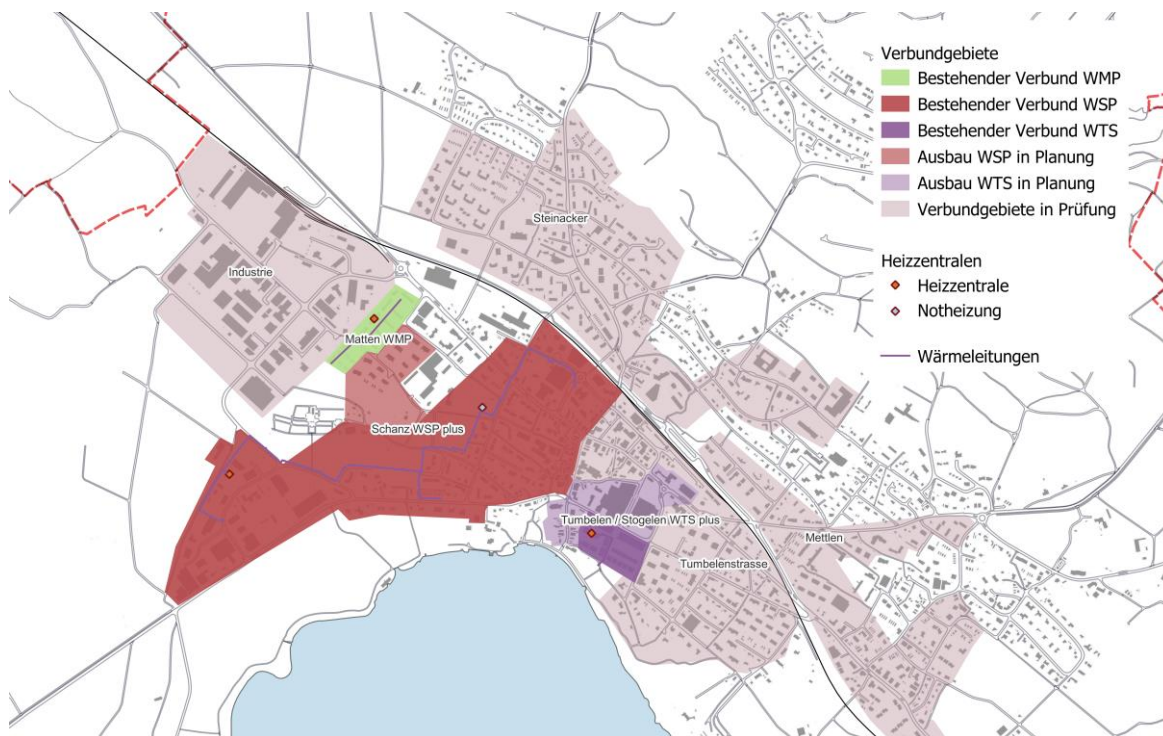 Verbundgebiete
Bestehender Verbund WMP
Bestehender Verbund WSP
Bestehender Verbund WTS
Ausbau WSP in Planung
Ausbau WTS in Planung
Verbundgebiete in Prüfung
Heizzentralen
Heizzentrale
Notheizung
Wärmeleitungen
Steinacker
Industrie
Matten WMP
Schanz WSP plus
Tumbelen / Stogelen WTS plus
Mettlen
Tumbelenstrasse